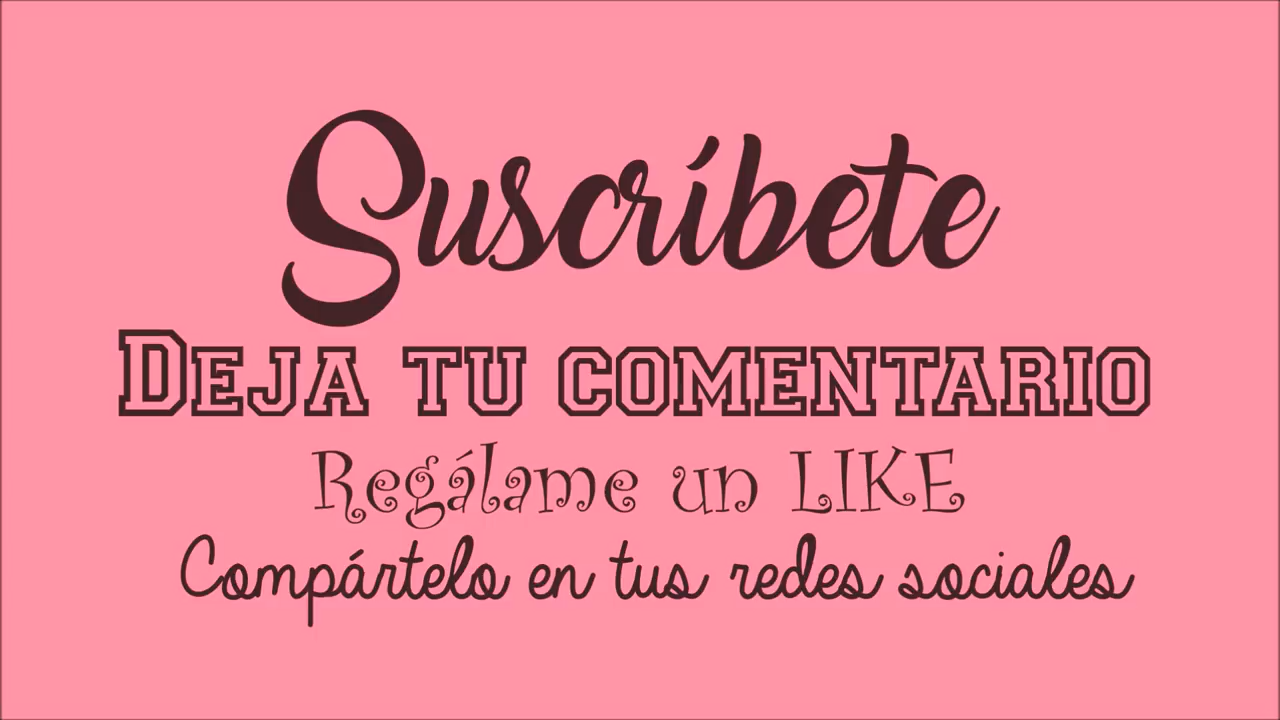 Suscríbete
DEJA TU COMENTARIO
Regálame un LIKE
Compártelo en tus redes sociales